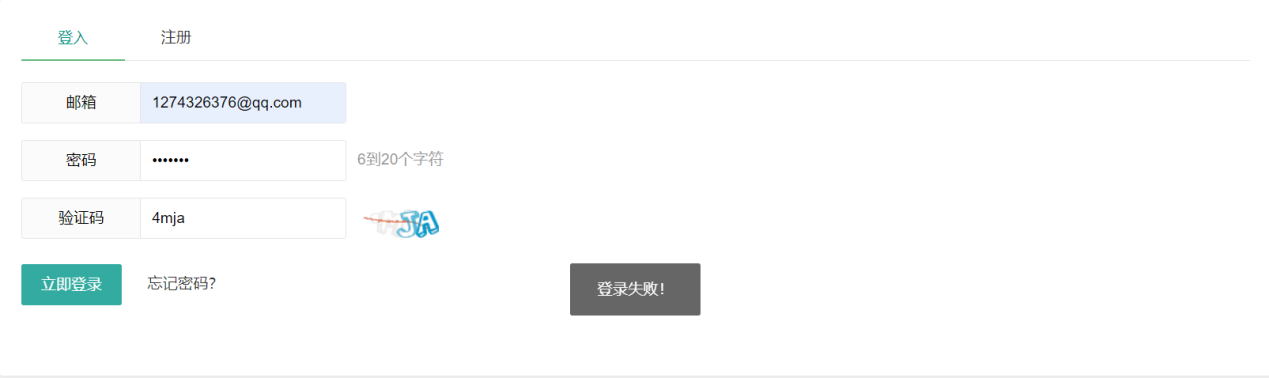 登入 注册
邮箱 1274326376@qq.com
密码 ••••••• 6到20个字符
验证码 4mja JA
立即登录 忘记密码？
登录失败！